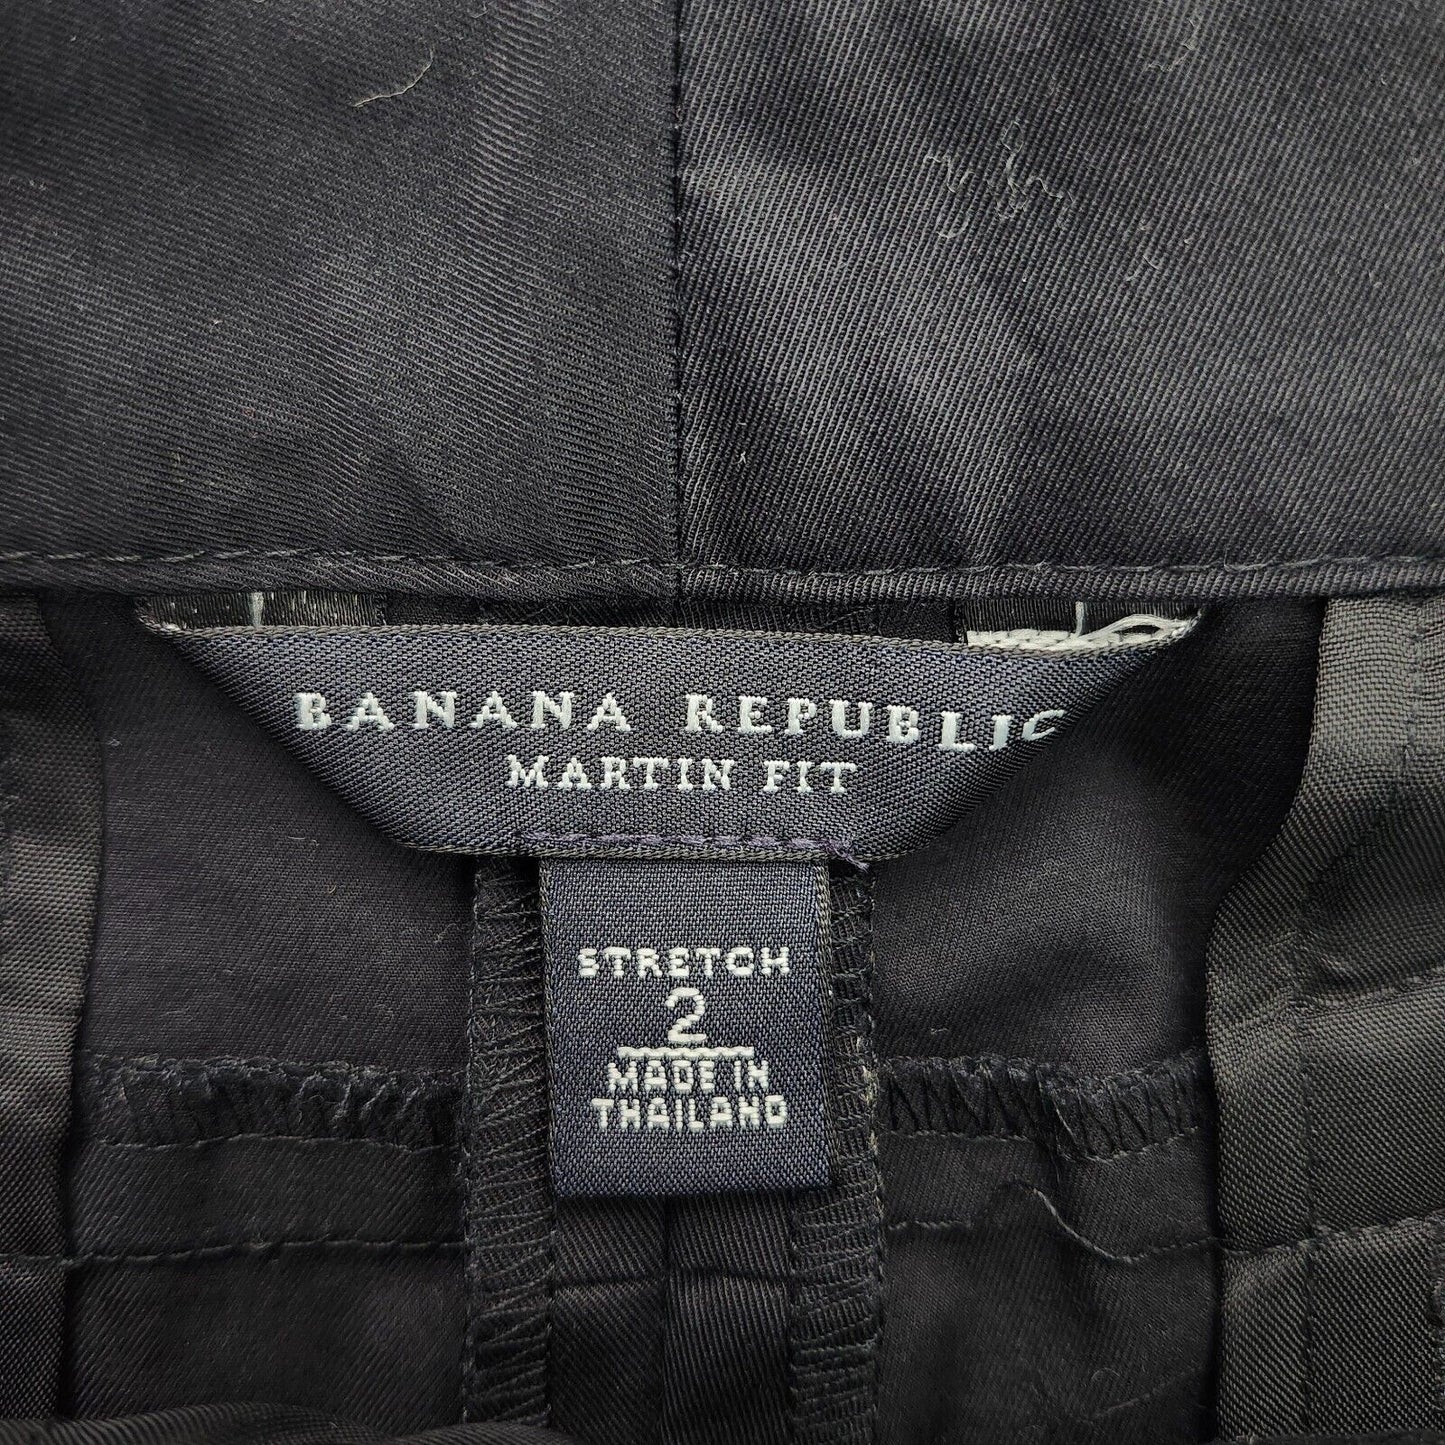 BANANA REPUBLIC
MARTIN FIT
STRETCH
2
MADE IN
THAILAND